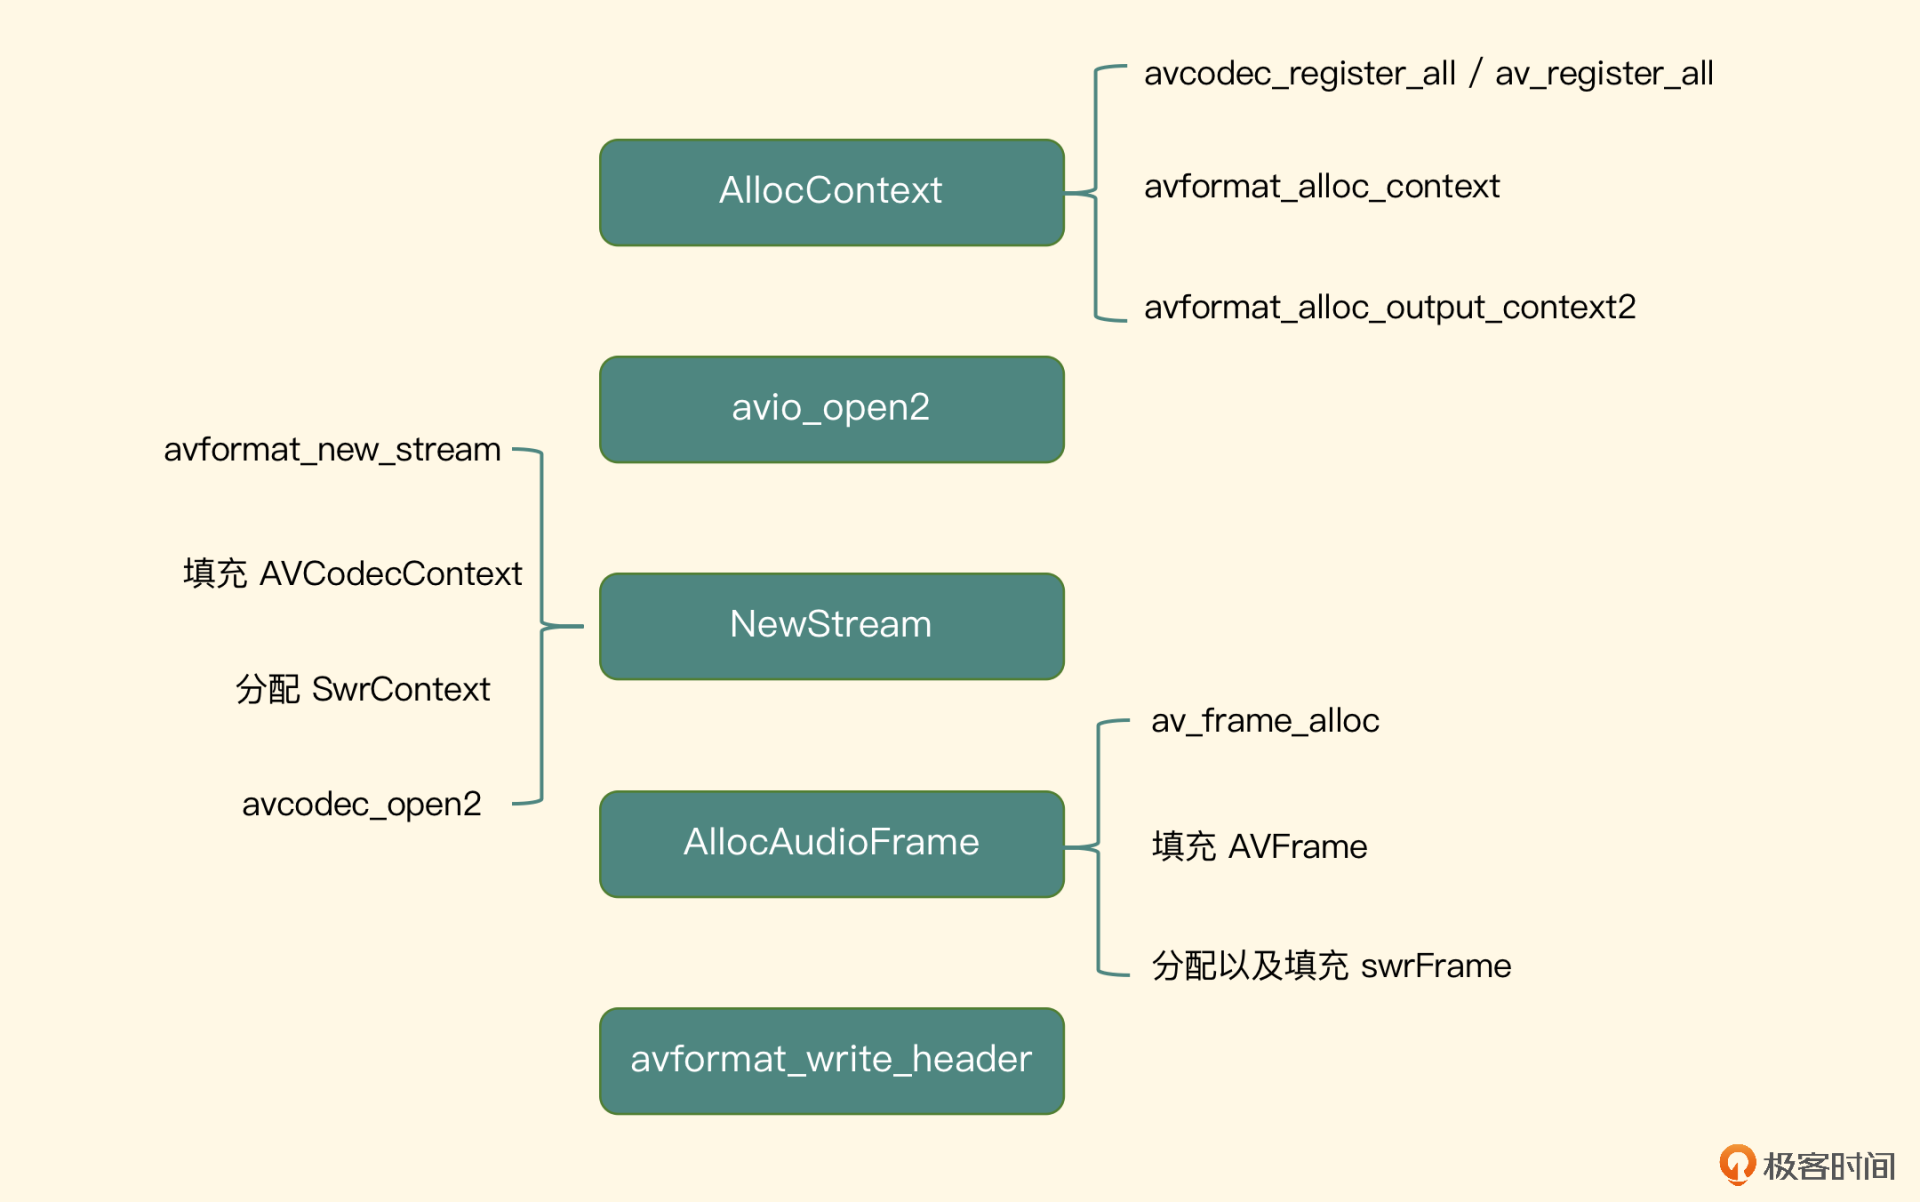 avcodec_register_all / av_register_all
AllocContext
avformat_alloc_context
avformat_alloc_output_context2
avio_open2
avformat_new_stream
填充 AVCodecContext
NewStream
分配 SwrContext
avcodec_open2
av_frame_alloc
AllocAudioFrame
填充 AVFrame
分配以及填充 swrFrame
avformat_write_header
极客时间